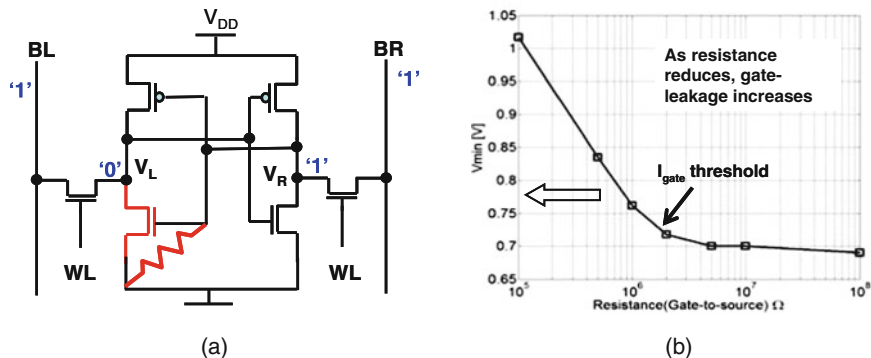 V_DD
BL
BR
'1'
'1'
'0'
V_L
V_R
'1'
WL
WL
(a)
1.05
1
0.95
0.9
0.85
0.8
0.75
0.7
0.65
Vmin [V]
As resistance
reduces, gate-
leakage increases
I_gate threshold
10^5
10^6
10^7
10^8
Resistance(Gate-to-source) Ω
(b)